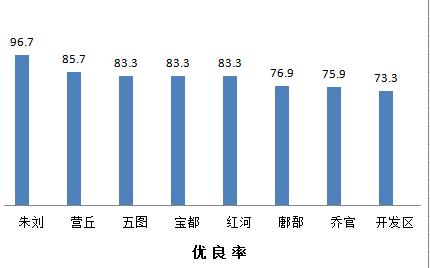 96.7 85.7 83.3 83.3 83.3 76.9 75.9 73.3
朱刘 营丘 五图 宝都 红河 鄌郚 乔官 开发区
优良率